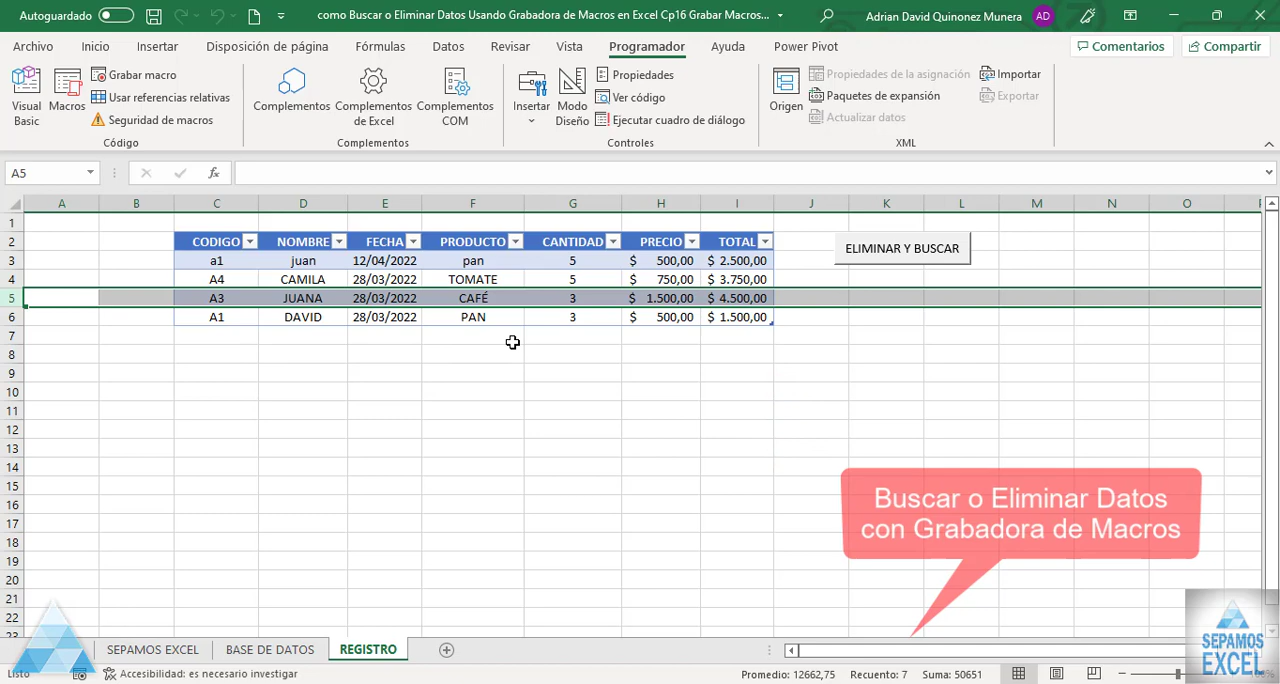 Autoguardado
como Buscar o Eliminar Datos Usando Grabadora de Macros en Excel Cp16 Grabar Macros...
Adrian David Quinonez Munera AD
Archivo Inicio Insertar Disposición de página Fórmulas Datos Revisar Vista Programador Ayuda Power Pivot
Comentarios Compartir
Visual Basic
Macros
Grabar macro
Usar referencias relativas
Seguridad de macros
Código
Complementos
Complementos de Excel
Complementos COM
Complementos
Insertar
Modo Diseño
Propiedades
Ver código
Ejecutar cuadro de diálogo
Controles
Origen
Propiedades de la asignación
Paquetes de expansión
Actualizar datos
Importar
Exportar
XML
A5 fx
A B C D E F G H I J K L M N O
1
2 CODIGO NOMBRE FECHA PRODUCTO CANTIDAD PRECIO TOTAL
3 a1 juan 12/04/2022 pan 5 $ 500,00 $ 2.500,00
4 A4 CAMILA 28/03/2022 TOMATE 5 $ 750,00 $ 3.750,00
5 A3 JUANA 28/03/2022 CAFÉ 3 $ 1.500,00 $ 4.500,00
6 A1 DAVID 28/03/2022 PAN 3 $ 500,00 $ 1.500,00
ELIMINAR Y BUSCAR
7
8
9
10
11
12
13
14
15
16
17
18
19
20
21
22
23
Buscar o Eliminar Datos
con Grabadora de Macros
SEPAMOS
EXCEL
SEPAMOS EXCEL BASE DE DATOS REGISTRO
Listo Accesibilidad: es necesario investigar Promedio: 12662,75 Recuento: 7 Suma: 50651